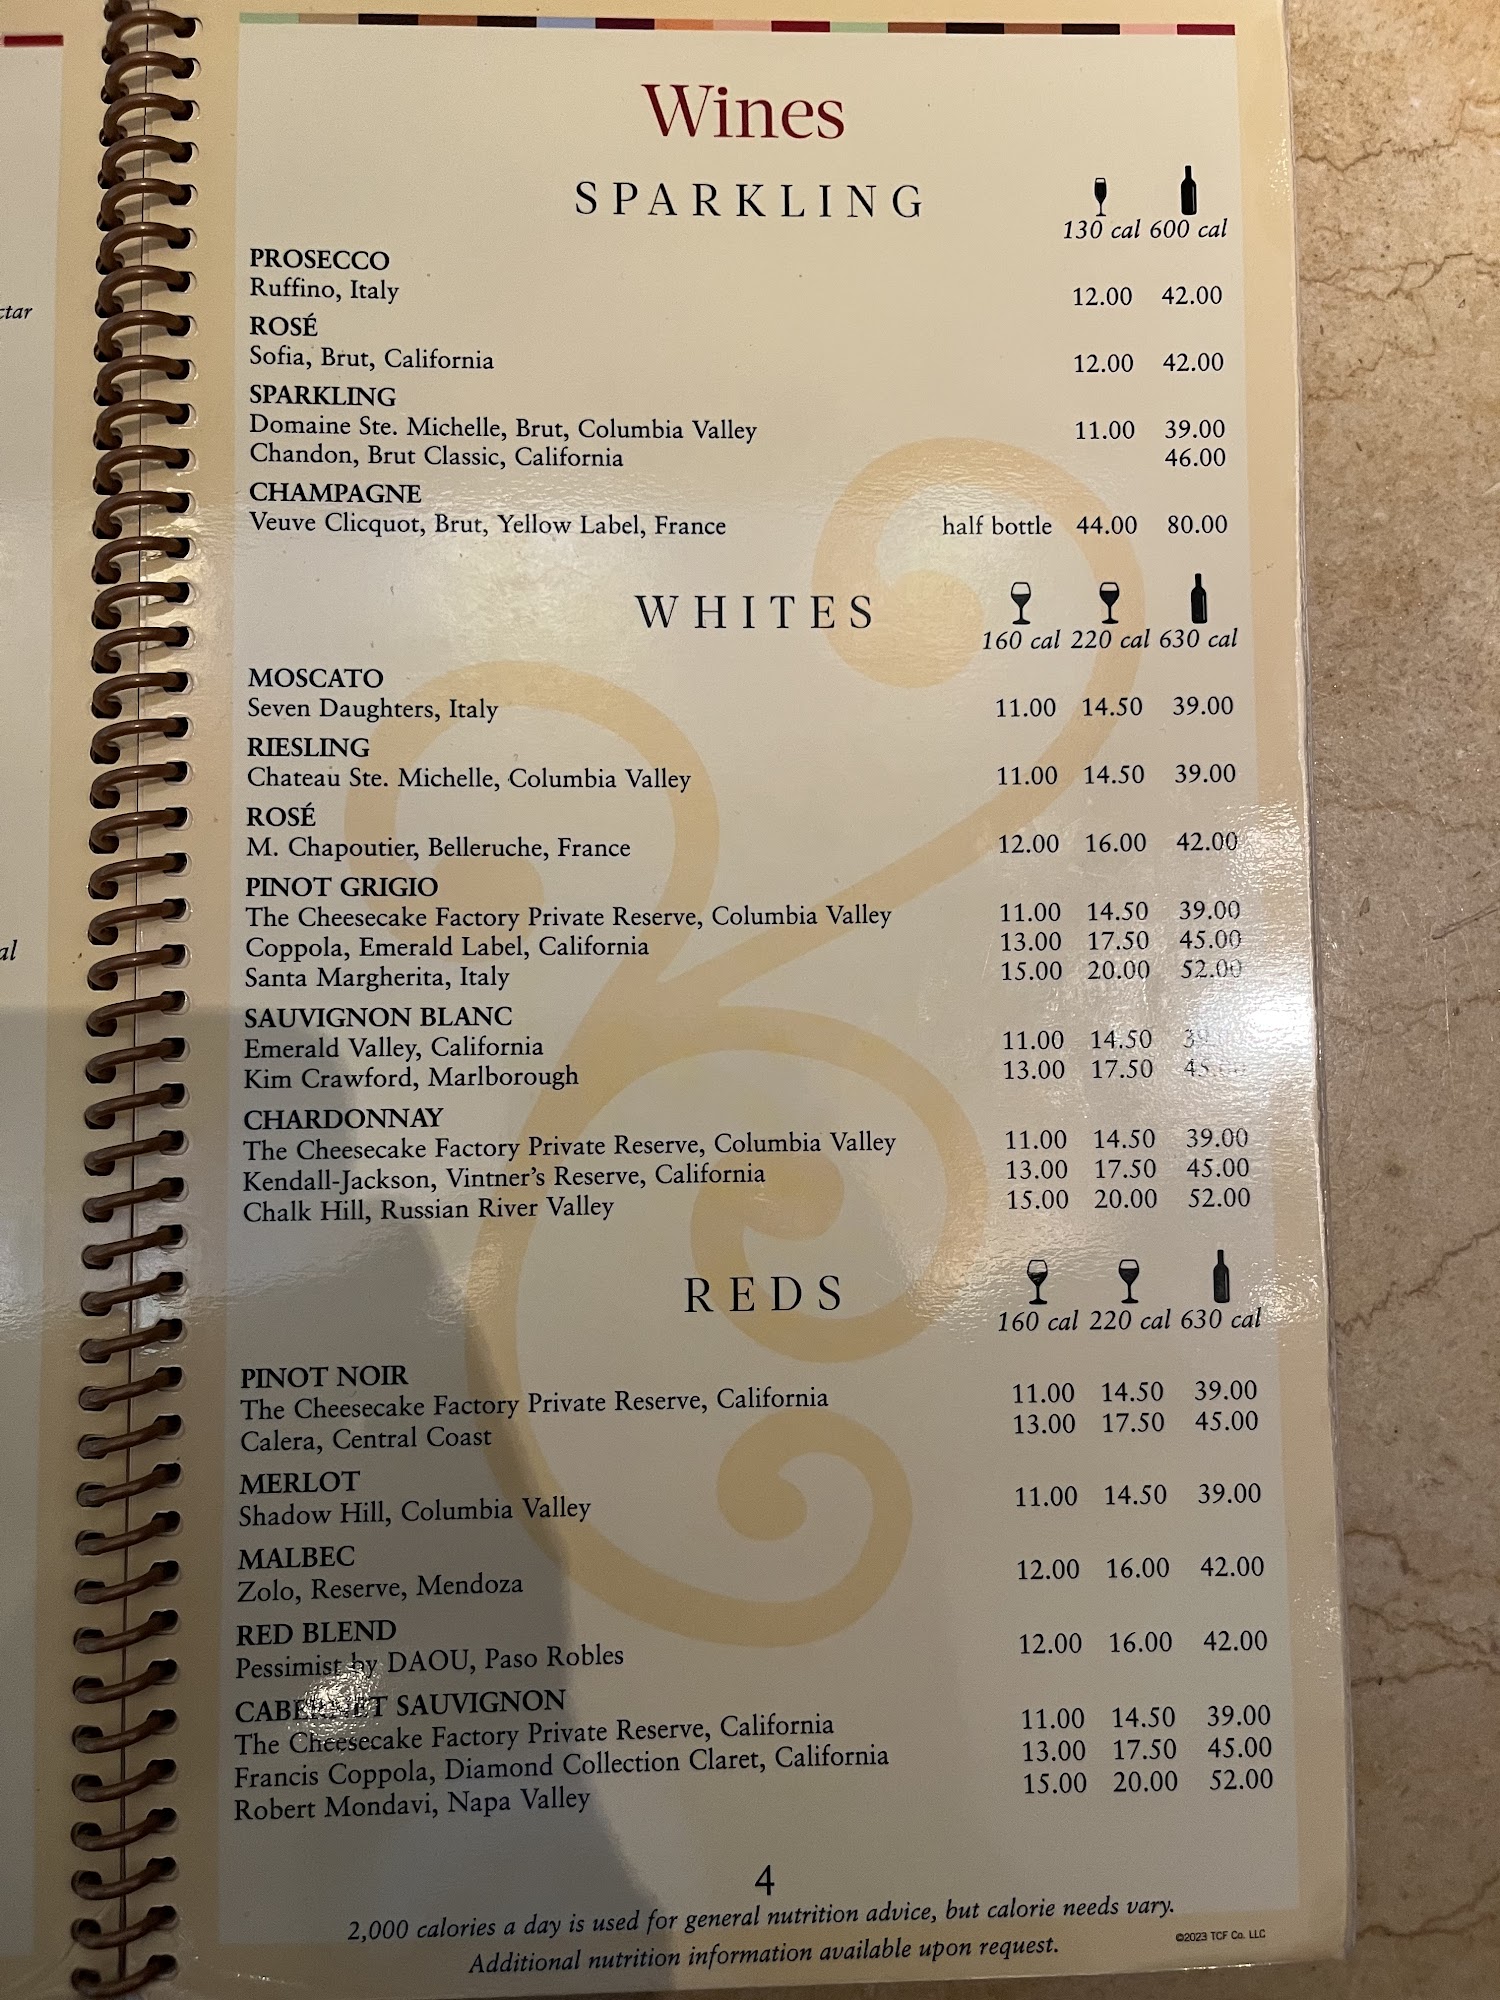 Wines
SPARKLING
130 cal 600 cal
PROSECCO
Ruffino, Italy 12.00 42.00
ROSÉ
Sofia, Brut, California 12.00 42.00
SPARKLING
Domaine Ste. Michelle, Brut, Columbia Valley 11.00 39.00
Chandon, Brut Classic, California 46.00
CHAMPAGNE
Veuve Clicquot, Brut, Yellow Label, France half bottle 44.00 80.00
WHITES
160 cal 220 cal 630 cal
MOSCATO
Seven Daughters, Italy 11.00 14.50 39.00
RIESLING
Chateau Ste. Michelle, Columbia Valley 11.00 14.50 39.00
ROSÉ
M. Chapoutier, Belleruche, France 12.00 16.00 42.00
PINOT GRIGIO
The Cheesecake Factory Private Reserve, Columbia Valley 11.00 14.50 39.00
Coppola, Emerald Label, California 13.00 17.50 45.00
Santa Margherita, Italy 15.00 20.00 52.00
SAUVIGNON BLANC
Emerald Valley, California 11.00 14.50
Kim Crawford, Marlborough 13.00 17.50
CHARDONNAY
The Cheesecake Factory Private Reserve, Columbia Valley 11.00 14.50 39.00
Kendall-Jackson, Vintner's Reserve, California 13.00 17.50 45.00
Chalk Hill, Russian River Valley 15.00 20.00 52.00
REDS
160 cal 220 cal 630 cal
PINOT NOIR
The Cheesecake Factory Private Reserve, California 11.00 14.50 39.00
Calera, Central Coast 13.00 17.50 45.00
MERLOT
Shadow Hill, Columbia Valley 11.00 14.50 39.00
MALBEC
Zolo, Reserve, Mendoza 12.00 16.00 42.00
RED BLEND
Pessimist by DAOU, Paso Robles 12.00 16.00 42.00
CABERNET SAUVIGNON
The Cheesecake Factory Private Reserve, California 11.00 14.50 39.00
Francis Coppola, Diamond Collection Claret, California 13.00 17.50 45.00
Robert Mondavi, Napa Valley 15.00 20.00 52.00
4
2,000 calories a day is used for general nutrition advice, but calorie needs vary.
Additional nutrition information available upon request.
©2023 TCF Co. LLC